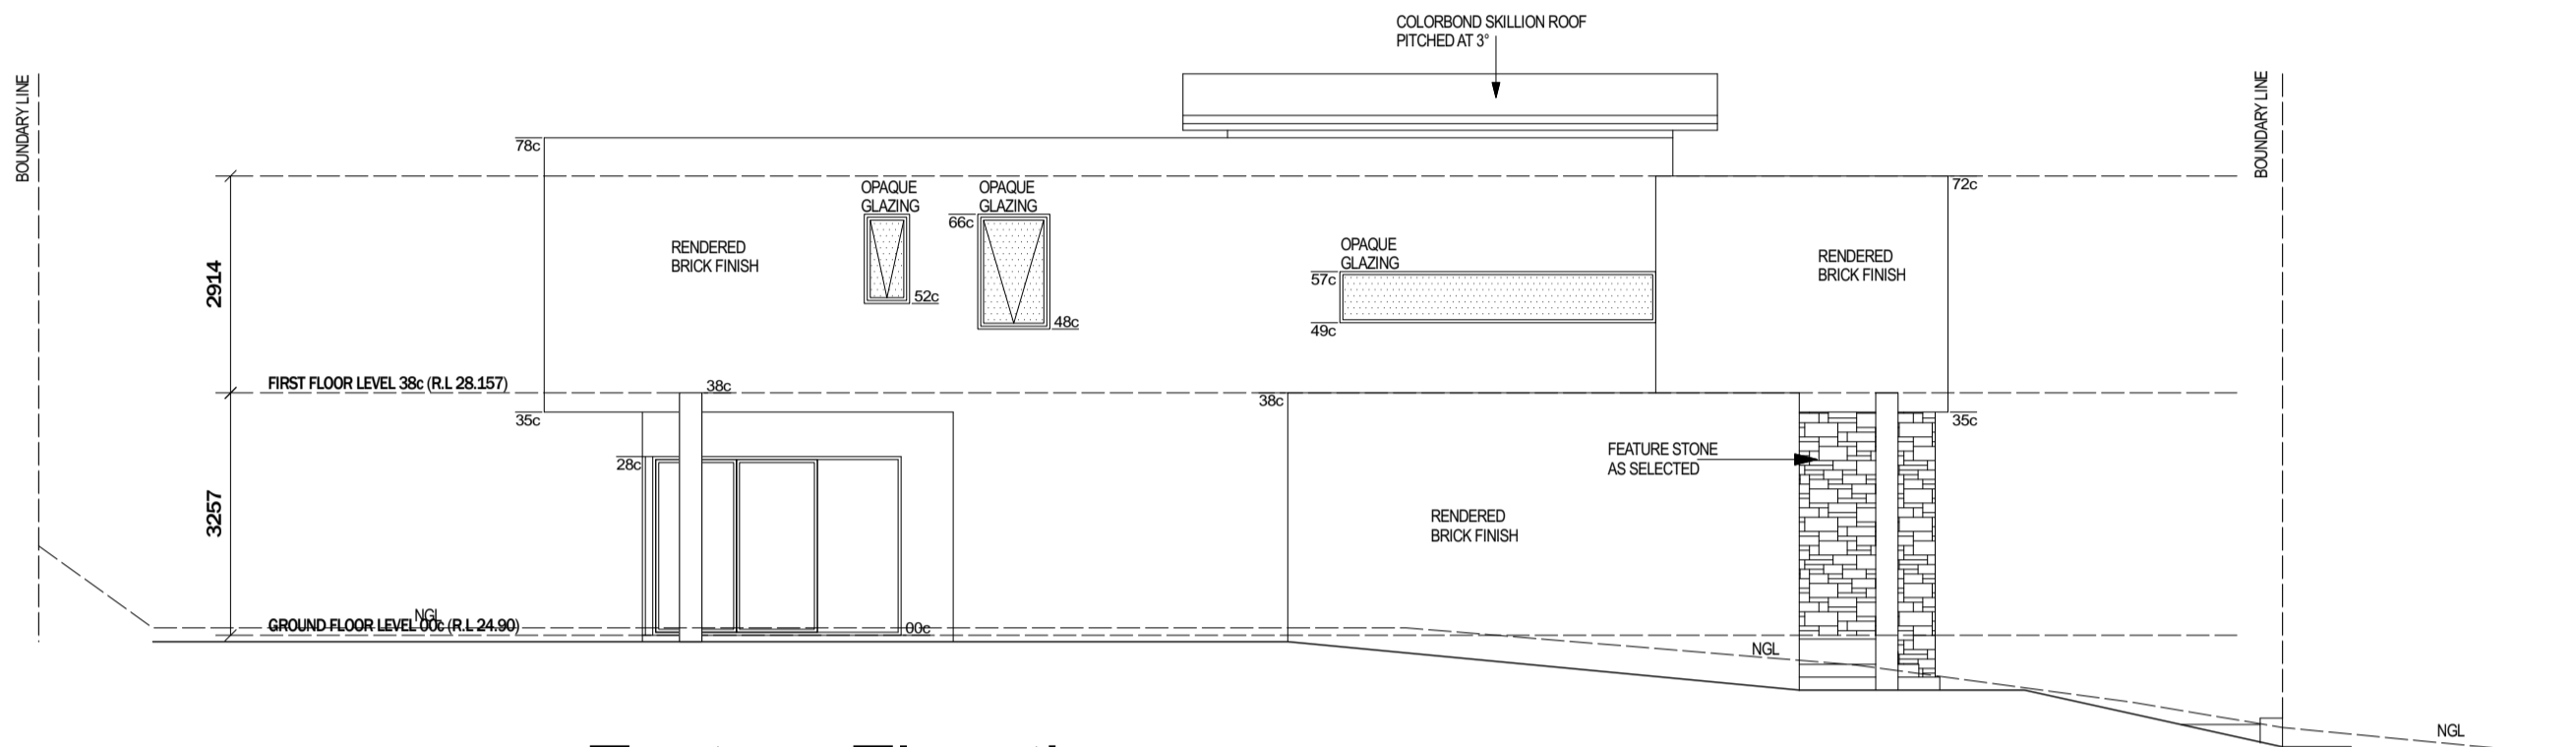 COLORBOND SKILLION ROOF
PITCHED AT 3°
BOUNDARY LINE
BOUNDARY LINE
78c
72c
OPAQUE
GLAZING
OPAQUE
GLAZING
66c
RENDERED
BRICK FINISH
OPAQUE
GLAZING
RENDERED
BRICK FINISH
57c
2914
52c
48c
49c
FIRST FLOOR LEVEL 38c (R.L 28.157)
38c
38c
35c
35c
FEATURE STONE
AS SELECTED
28c
3257
RENDERED
BRICK FINISH
NGL
GROUND FLOOR LEVEL 00c (R.L 24.90)
00c
NGL
NGL